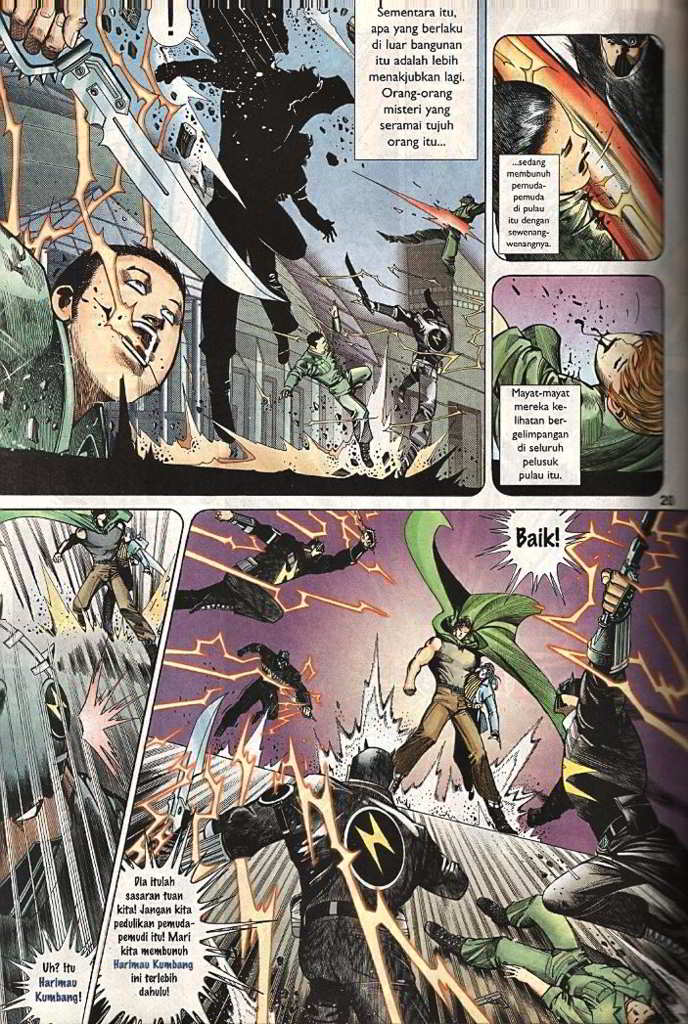 !
Sementara itu,
apa yang berlaku
di luar bangunan
itu adalah lebih
menakjubkan lagi.
Orang-orang
misteri yang
seramai tujuh
orang itu...
...sedang
membunuh
pemuda-
pemuda
di pulau
itu dengan
sewenang-
wenangnya.
Mayat-mayat
mereka ke-
lihatan ber-
gelimpangan
di seluruh
pelusuk
pulau itu.
Uh? Itu
Harimau
Kumbang!
Baik!
Dia itulah
sasaran tuan
kita! Jangan kita
pedulikan pemuda-
pemudi itu! Mari
kita membunuh
Harimau Kumbang
ini terlebih
dahulu!